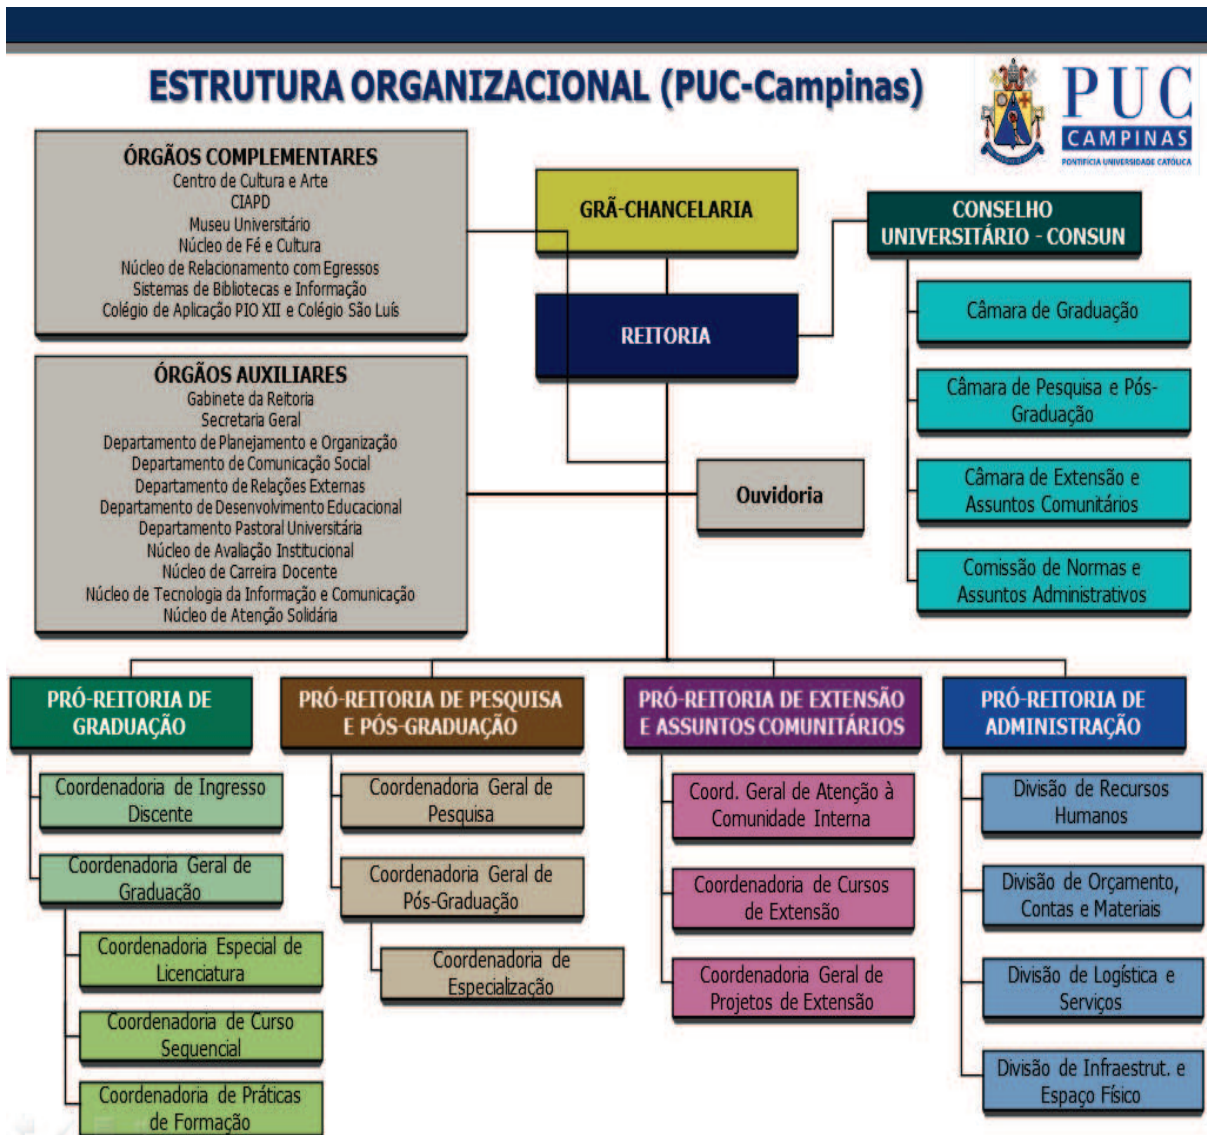 ESTRUTURA ORGANIZACIONAL (PUC-Campinas)
PUC
CAMPINAS
PONTIFÍCIA UNIVERSIDADE CATÓLICA
ÓRGÃOS COMPLEMENTARES
Centro de Cultura e Arte
CIAPD
Museu Universitário
Núcleo de Fé e Cultura
Núcleo de Relacionamento com Egressos
Sistemas de Bibliotecas e Informação
Colégio de Aplicação PIO XII e Colégio São Luís
GRÃ-CHANCELARIA
CONSELHO
UNIVERSITÁRIO - CONSUN
REITORIA
Câmara de Graduação
Câmara de Pesquisa e Pós-
Graduação
Câmara de Extensão e
Assuntos Comunitários
Comissão de Normas e
Assuntos Administrativos
ÓRGÃOS AUXILIARES
Gabinete da Reitoria
Secretaria Geral
Departamento de Planejamento e Organização
Departamento de Comunicação Social
Departamento de Relações Externas
Departamento de Desenvolvimento Educacional
Departamento Pastoral Universitária
Núcleo de Avaliação Institucional
Núcleo de Carreira Docente
Núcleo de Tecnologia da Informação e Comunicação
Núcleo de Atenção Solidária
Ouvidoria
PRÓ-REITORIA DE
GRADUAÇÃO
Coordenadoria de Ingresso
Discente
Coordenadoria Geral de
Graduação
Coordenadoria Especial de
Licenciatura
Coordenadoria de Curso
Sequencial
Coordenadoria de Práticas
de Formação
PRÓ-REITORIA DE PESQUISA
E PÓS-GRADUAÇÃO
Coordenadoria Geral de
Pesquisa
Coordenadoria Geral de
Pós-Graduação
Coordenadoria de
Especialização
PRÓ-REITORIA DE EXTENSÃO
E ASSUNTOS COMUNITÁRIOS
Coord. Geral de Atenção à
Comunidade Interna
Coordenadoria de Cursos
de Extensão
Coordenadoria Geral de
Projetos de Extensão
PRÓ-REITORIA DE
ADMINISTRAÇÃO
Divisão de Recursos
Humanos
Divisão de Orçamento,
Contas e Materiais
Divisão de Logística e
Serviços
Divisão de Infraestrut. e
Espaço Físico